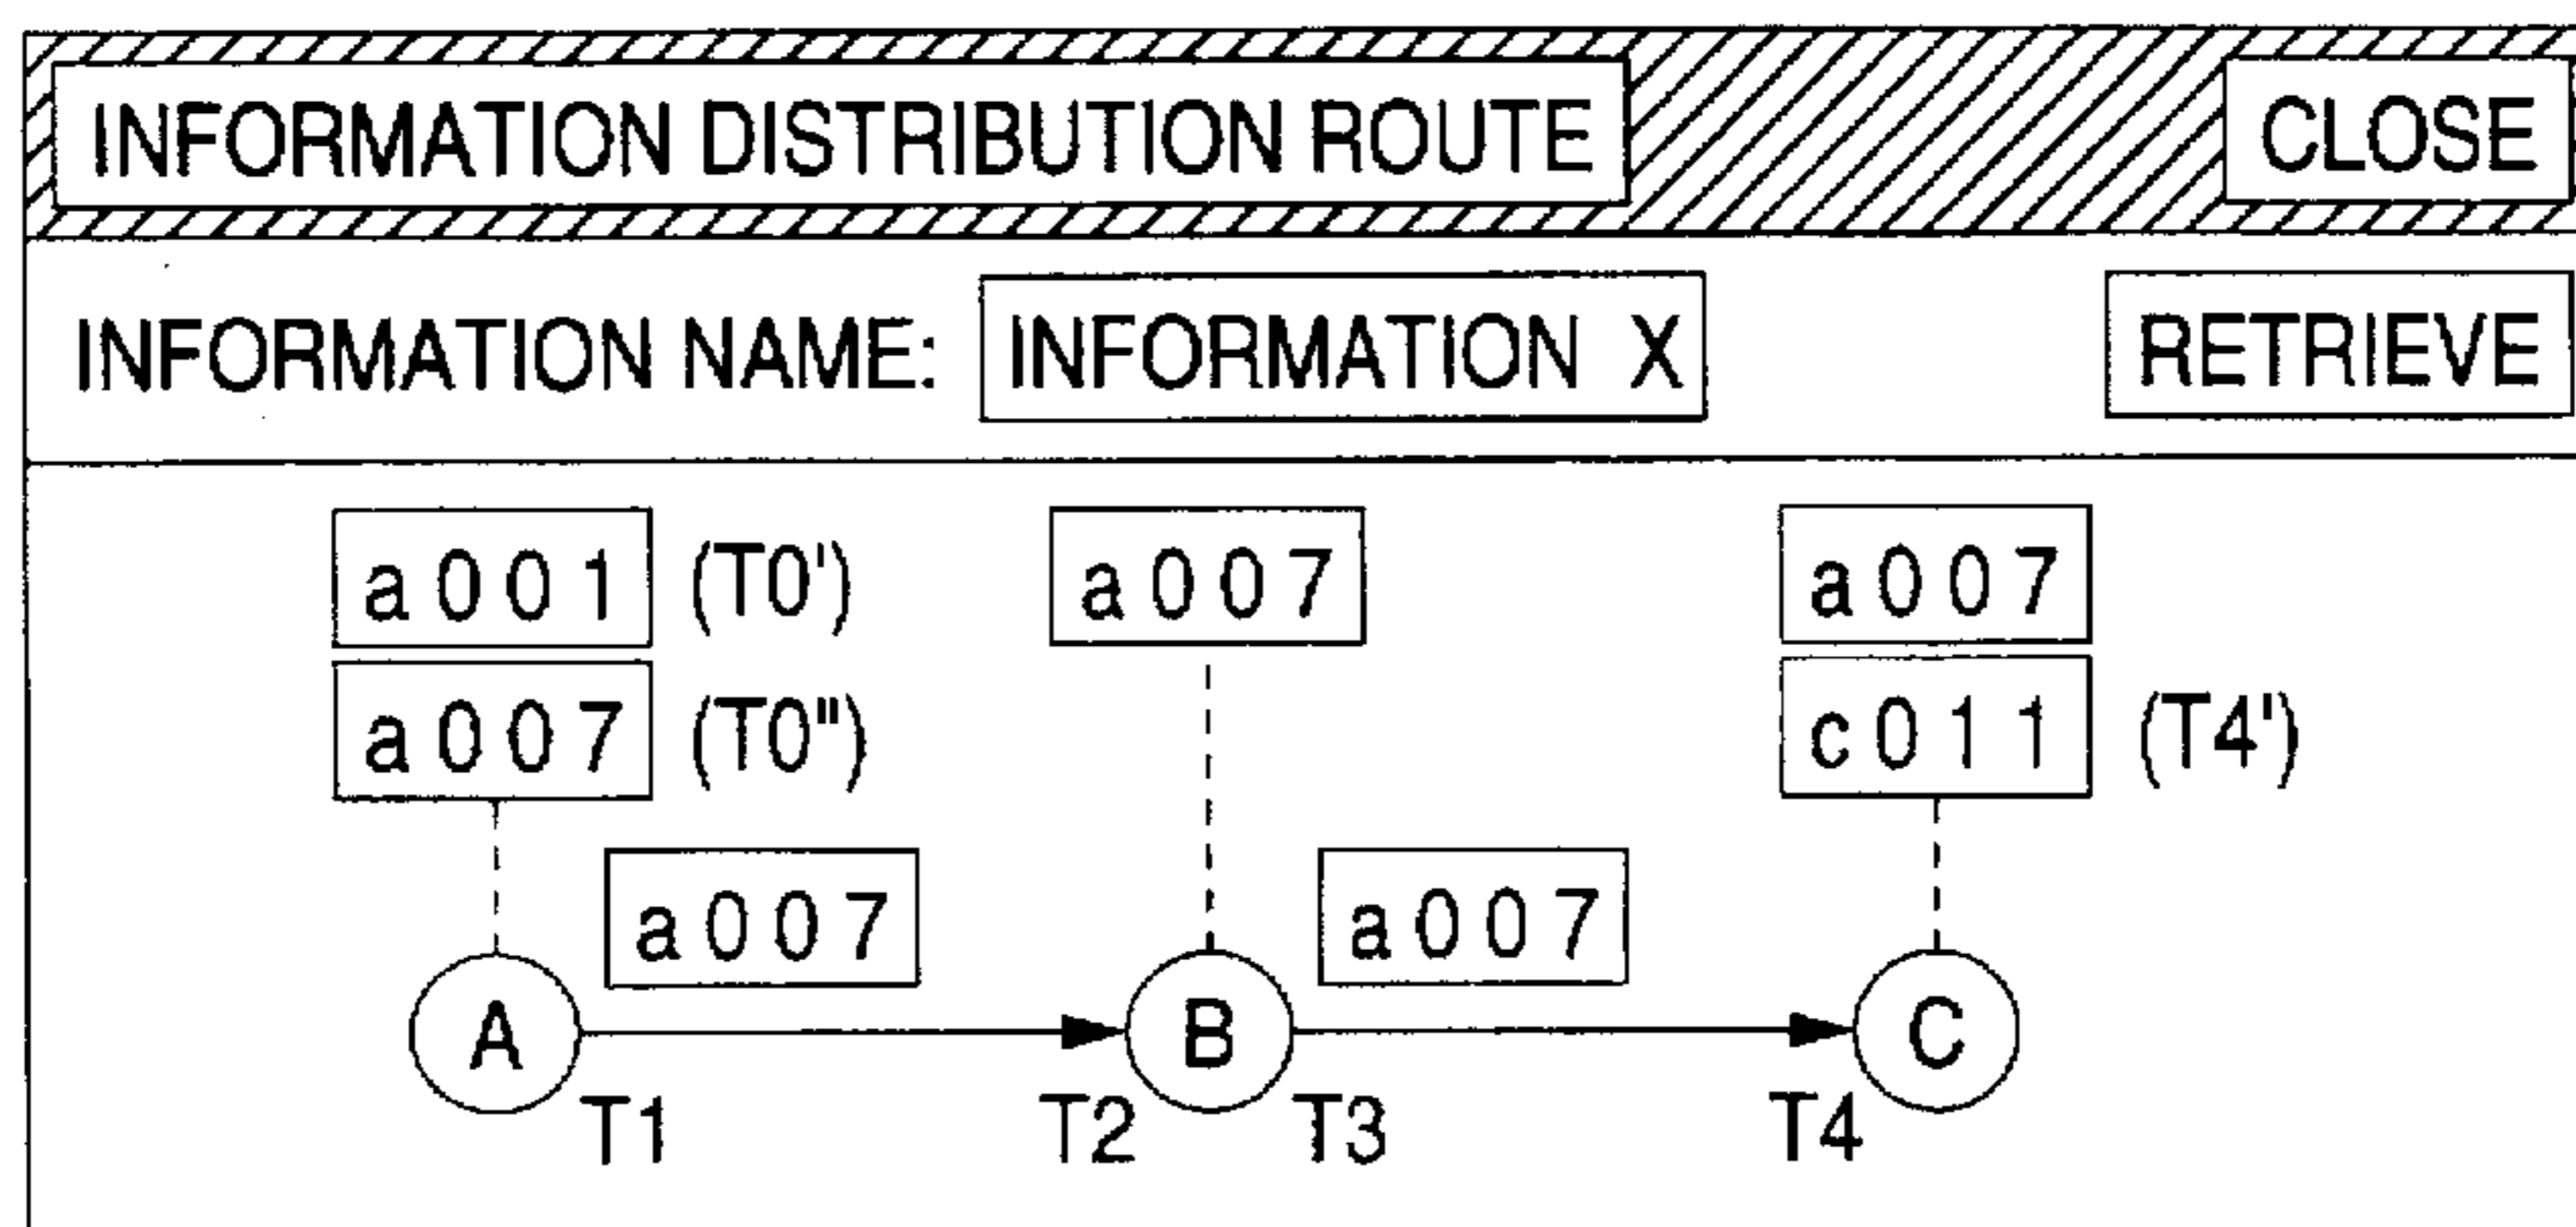 INFORMATION DISTRIBUTION ROUTE CLOSE
INFORMATION NAME: INFORMATION X RETRIEVE
a001 (T0') a007 a007
a007 (T0") c011 (T4')
a007 a007
A B C
T1 T2 T3 T4